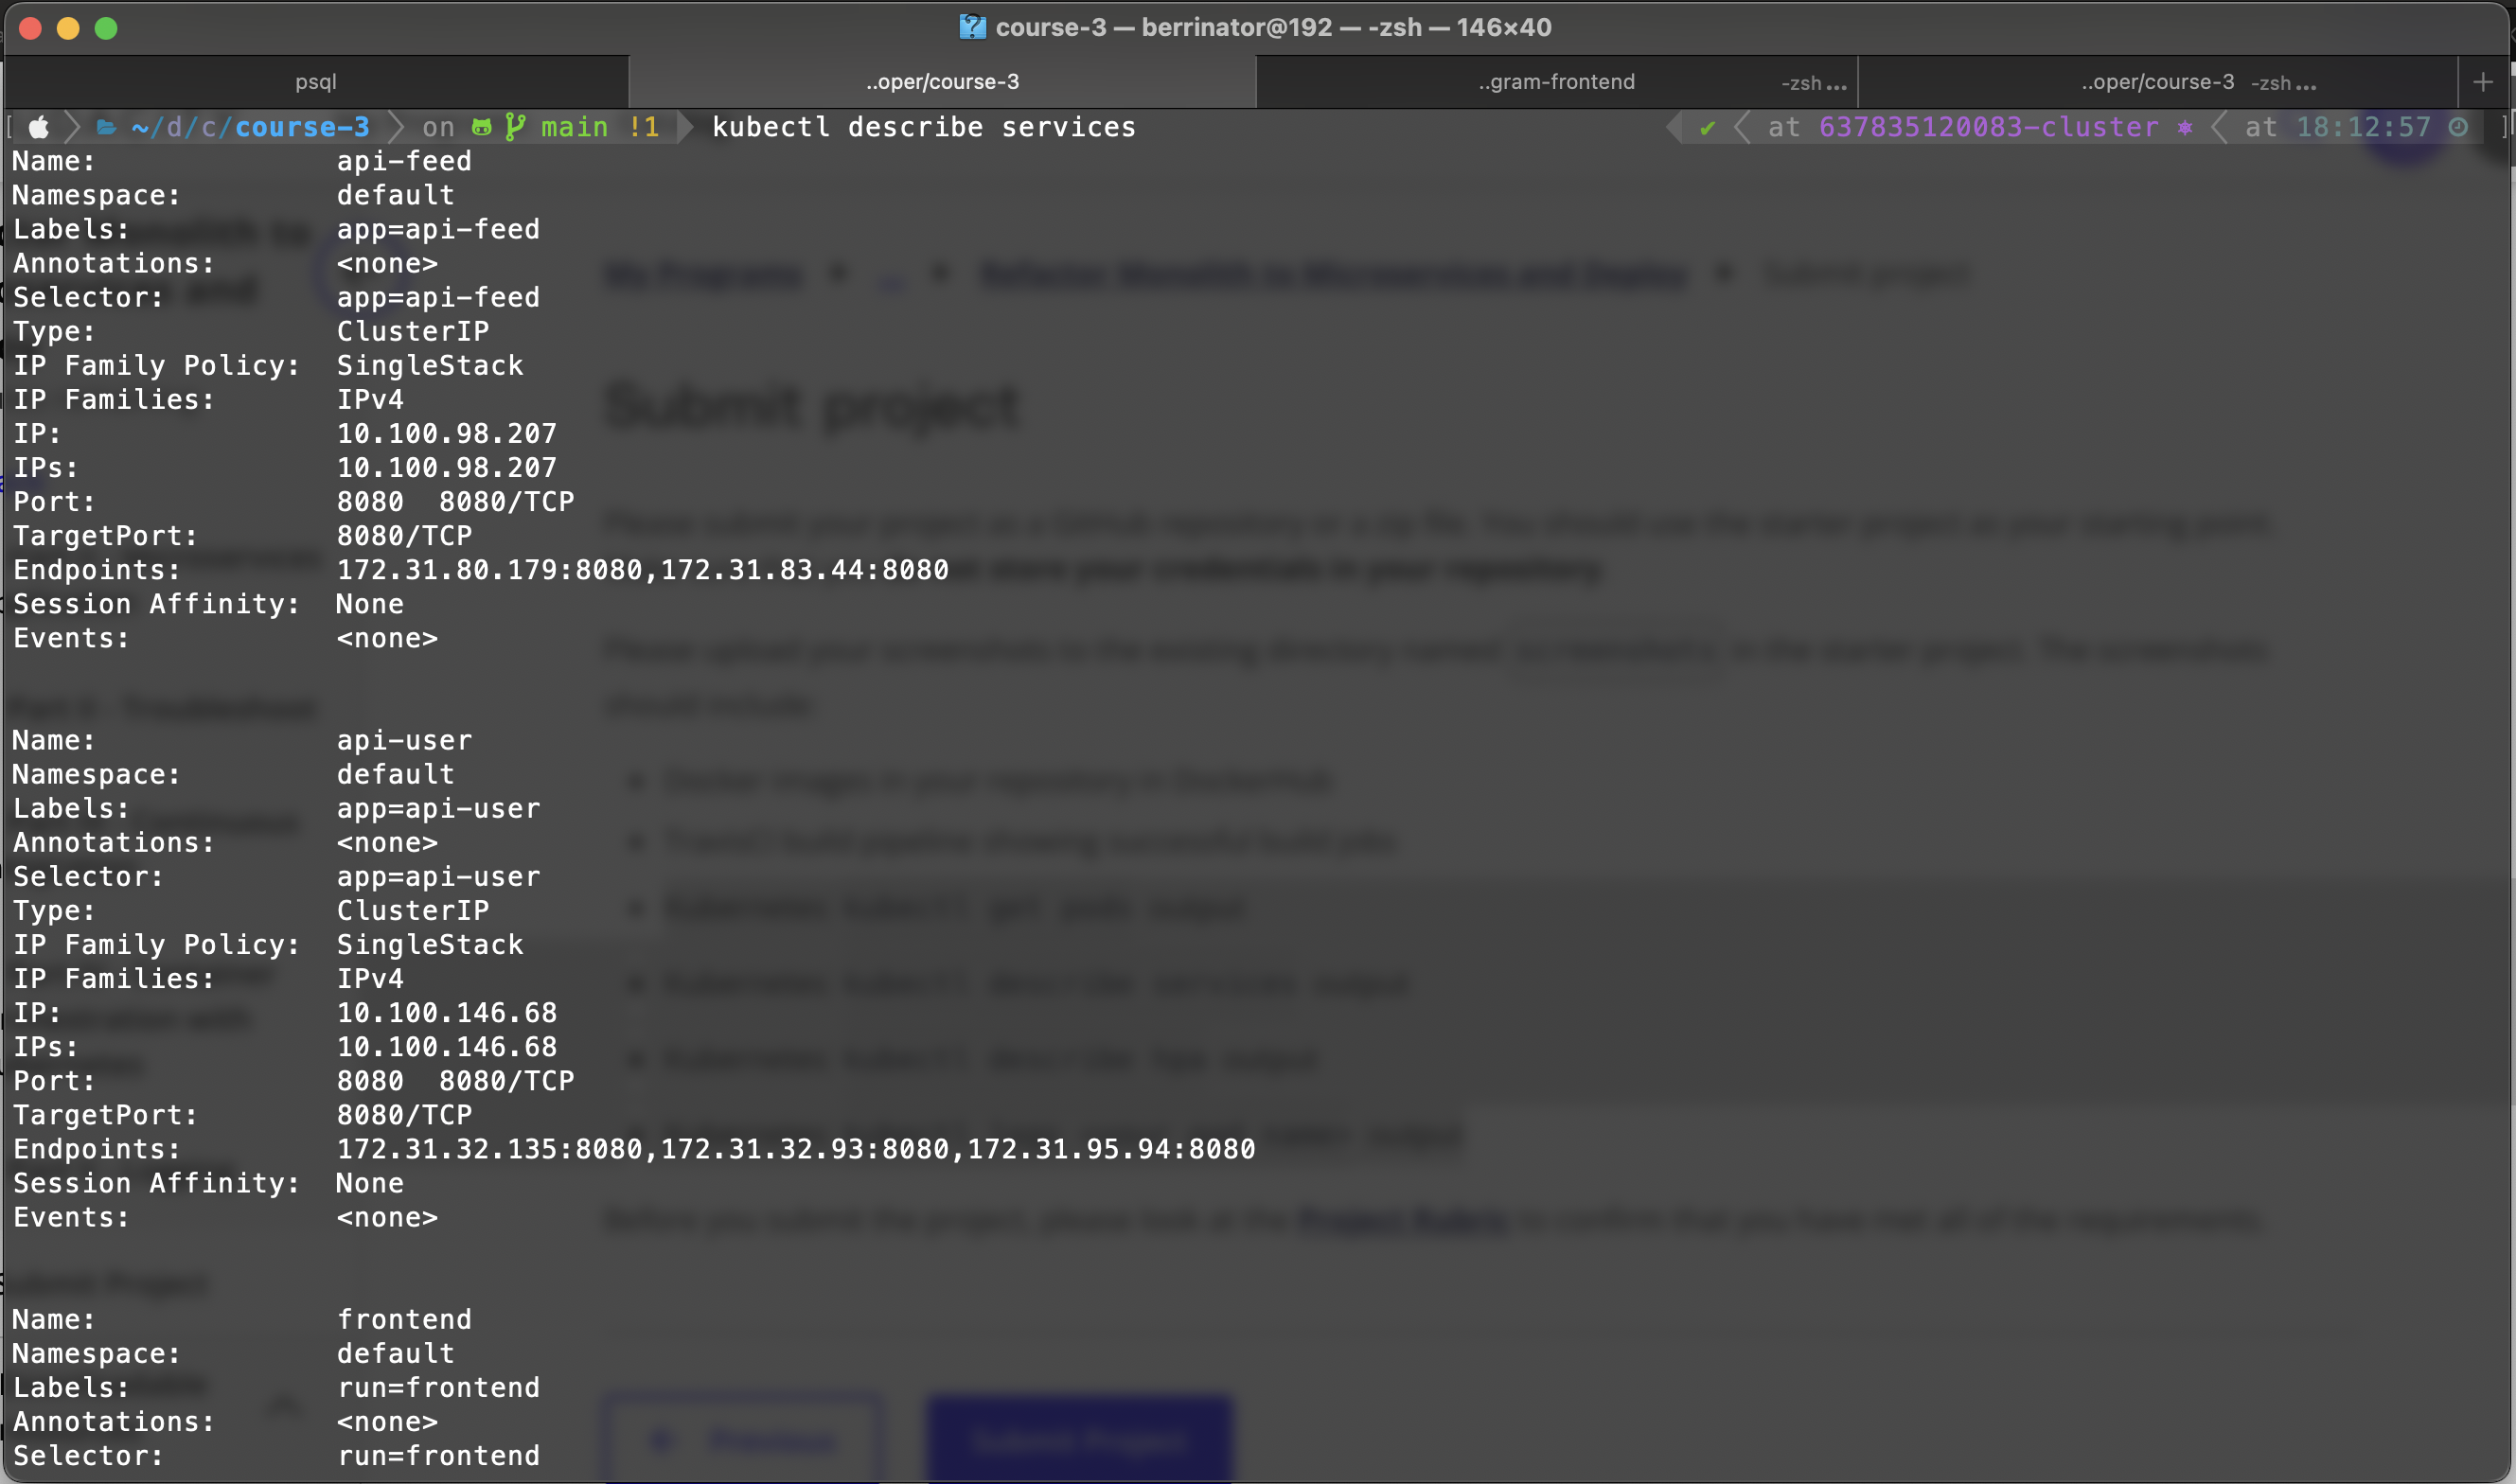 course-3 — berrinator@192 — -zsh — 146×40
psql ..oper/course-3 ..gram-frontend -zsh ... ..oper/course-3 -zsh ... +
~/d/c/course-3 on main !1 kubectl describe services ✔ at 637835120083-cluster at 18:12:57
Name: api-feed
Namespace: default
Labels: app=api-feed
Annotations: <none>
Selector: app=api-feed
Type: ClusterIP
IP Family Policy: SingleStack
IP Families: IPv4
IP: 10.100.98.207
IPs: 10.100.98.207
Port: 8080 8080/TCP
TargetPort: 8080/TCP
Endpoints: 172.31.80.179:8080,172.31.83.44:8080
Session Affinity: None
Events: <none>
Name: api-user
Namespace: default
Labels: app=api-user
Annotations: <none>
Selector: app=api-user
Type: ClusterIP
IP Family Policy: SingleStack
IP Families: IPv4
IP: 10.100.146.68
IPs: 10.100.146.68
Port: 8080 8080/TCP
TargetPort: 8080/TCP
Endpoints: 172.31.32.135:8080,172.31.32.93:8080,172.31.95.94:8080
Session Affinity: None
Events: <none>
Name: frontend
Namespace: default
Labels: run=frontend
Annotations: <none>
Selector: run=frontend